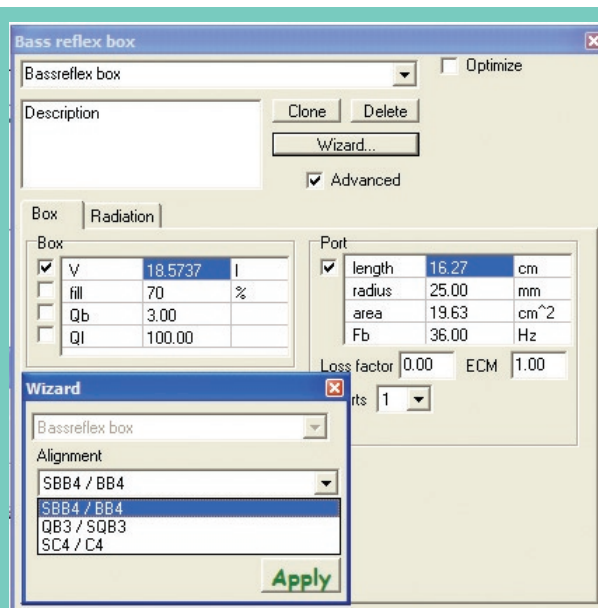 Bass reflex box
Bassreflex box
Optimize
Description
Clone Delete
Wizard...
Advanced
Box Radiation
Box
V 18.5737 l
fill 70 %
Qb 3.00
Ql 100.00
Port
length 16.27 cm
radius 25.00 mm
area 19.63 cm^2
Fb 36.00 Hz
Loss factor 0.00 ECM 1.00
rts 1
Wizard
Bassreflex box
Alignment
SBB4 / BB4
SBB4 / BB4
QB3 / SQB3
SC4 / C4
Apply